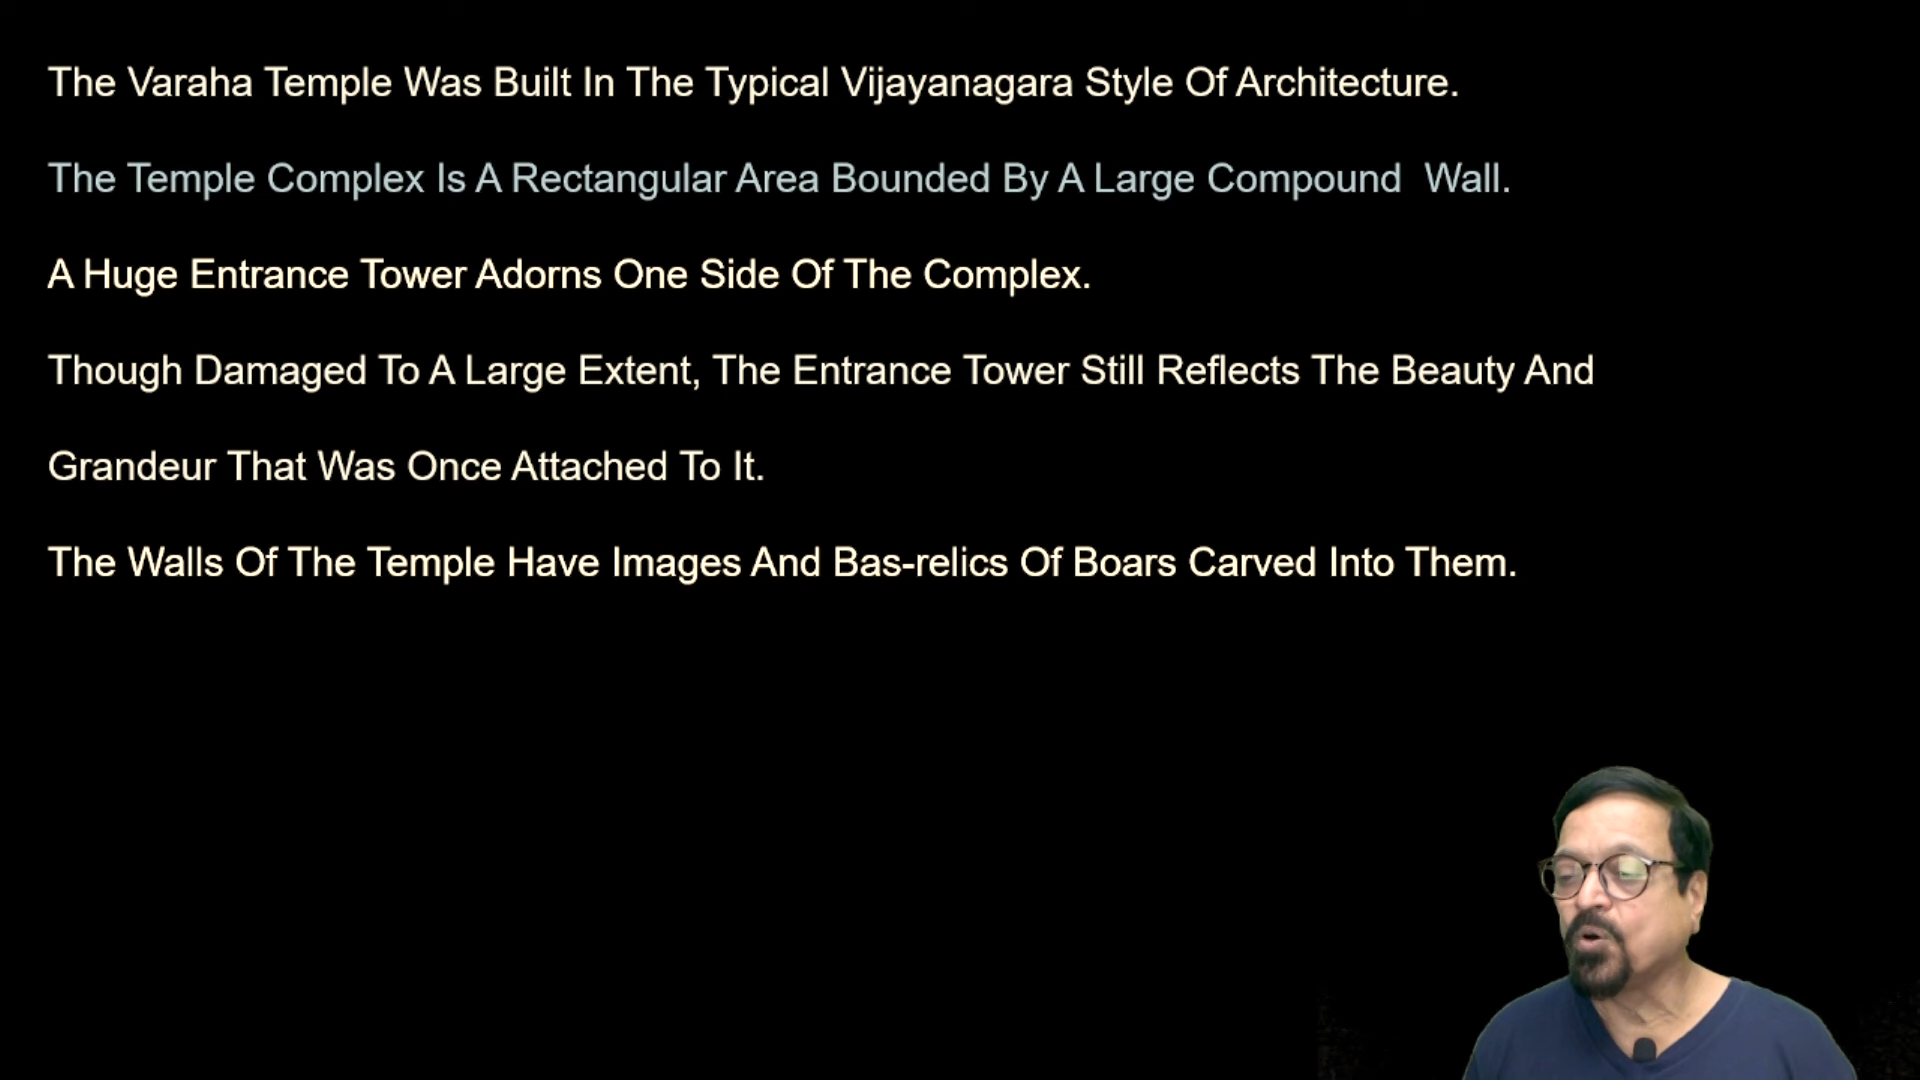 The Varaha Temple Was Built In The Typical Vijayanagara Style Of Architecture.
The Temple Complex Is A Rectangular Area Bounded By A Large Compound  Wall.
A Huge Entrance Tower Adorns One Side Of The Complex.
Though Damaged To A Large Extent, The Entrance Tower Still Reflects The Beauty And
Grandeur That Was Once Attached To It.
The Walls Of The Temple Have Images And Bas-relics Of Boars Carved Into Them.